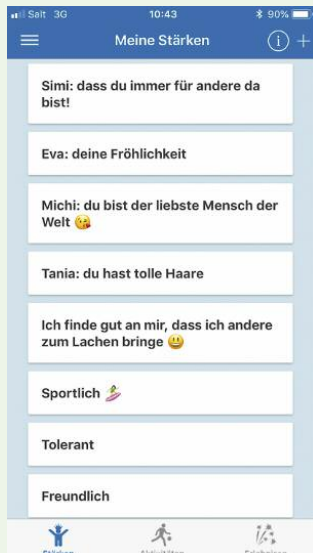 Salt 3G 10:43 90%
Meine Stärken
Simi: dass du immer für andere da
bist!
Eva: deine Fröhlichkeit
Michi: du bist der liebste Mensch der
Welt 😘
Tania: du hast tolle Haare
Ich finde gut an mir, dass ich andere
zum Lachen bringe 😃
Sportlich 🏄‍♀️
Tolerant
Freundlich
Stärken Aktivitäten Erlebnisse